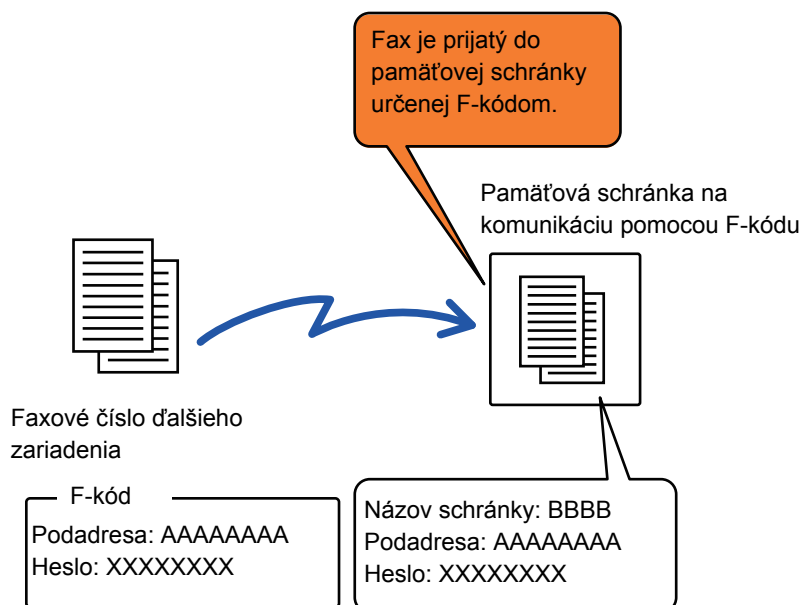 Fax je prijatý do
pamäťovej schránky
určenej F-kódom.
Pamäťová schránka na
komunikáciu pomocou F-kódu
Faxové číslo ďalšieho
zariadenia
F-kód
Podadresa: AAAAAAAA
Heslo: XXXXXXXX
Názov schránky: BBBB
Podadresa: AAAAAAAA
Heslo: XXXXXXXX